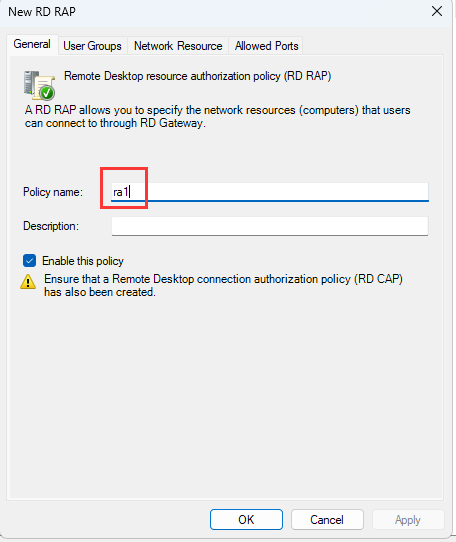 New RD RAP
General User Groups Network Resource Allowed Ports
Remote Desktop resource authorization policy (RD RAP)
A RD RAP allows you to specify the network resources (computers) that users
can connect to through RD Gateway.
Policy name: ra1
Description:
Enable this policy
Ensure that a Remote Desktop connection authorization policy (RD CAP)
has also been created.
OK Cancel Apply